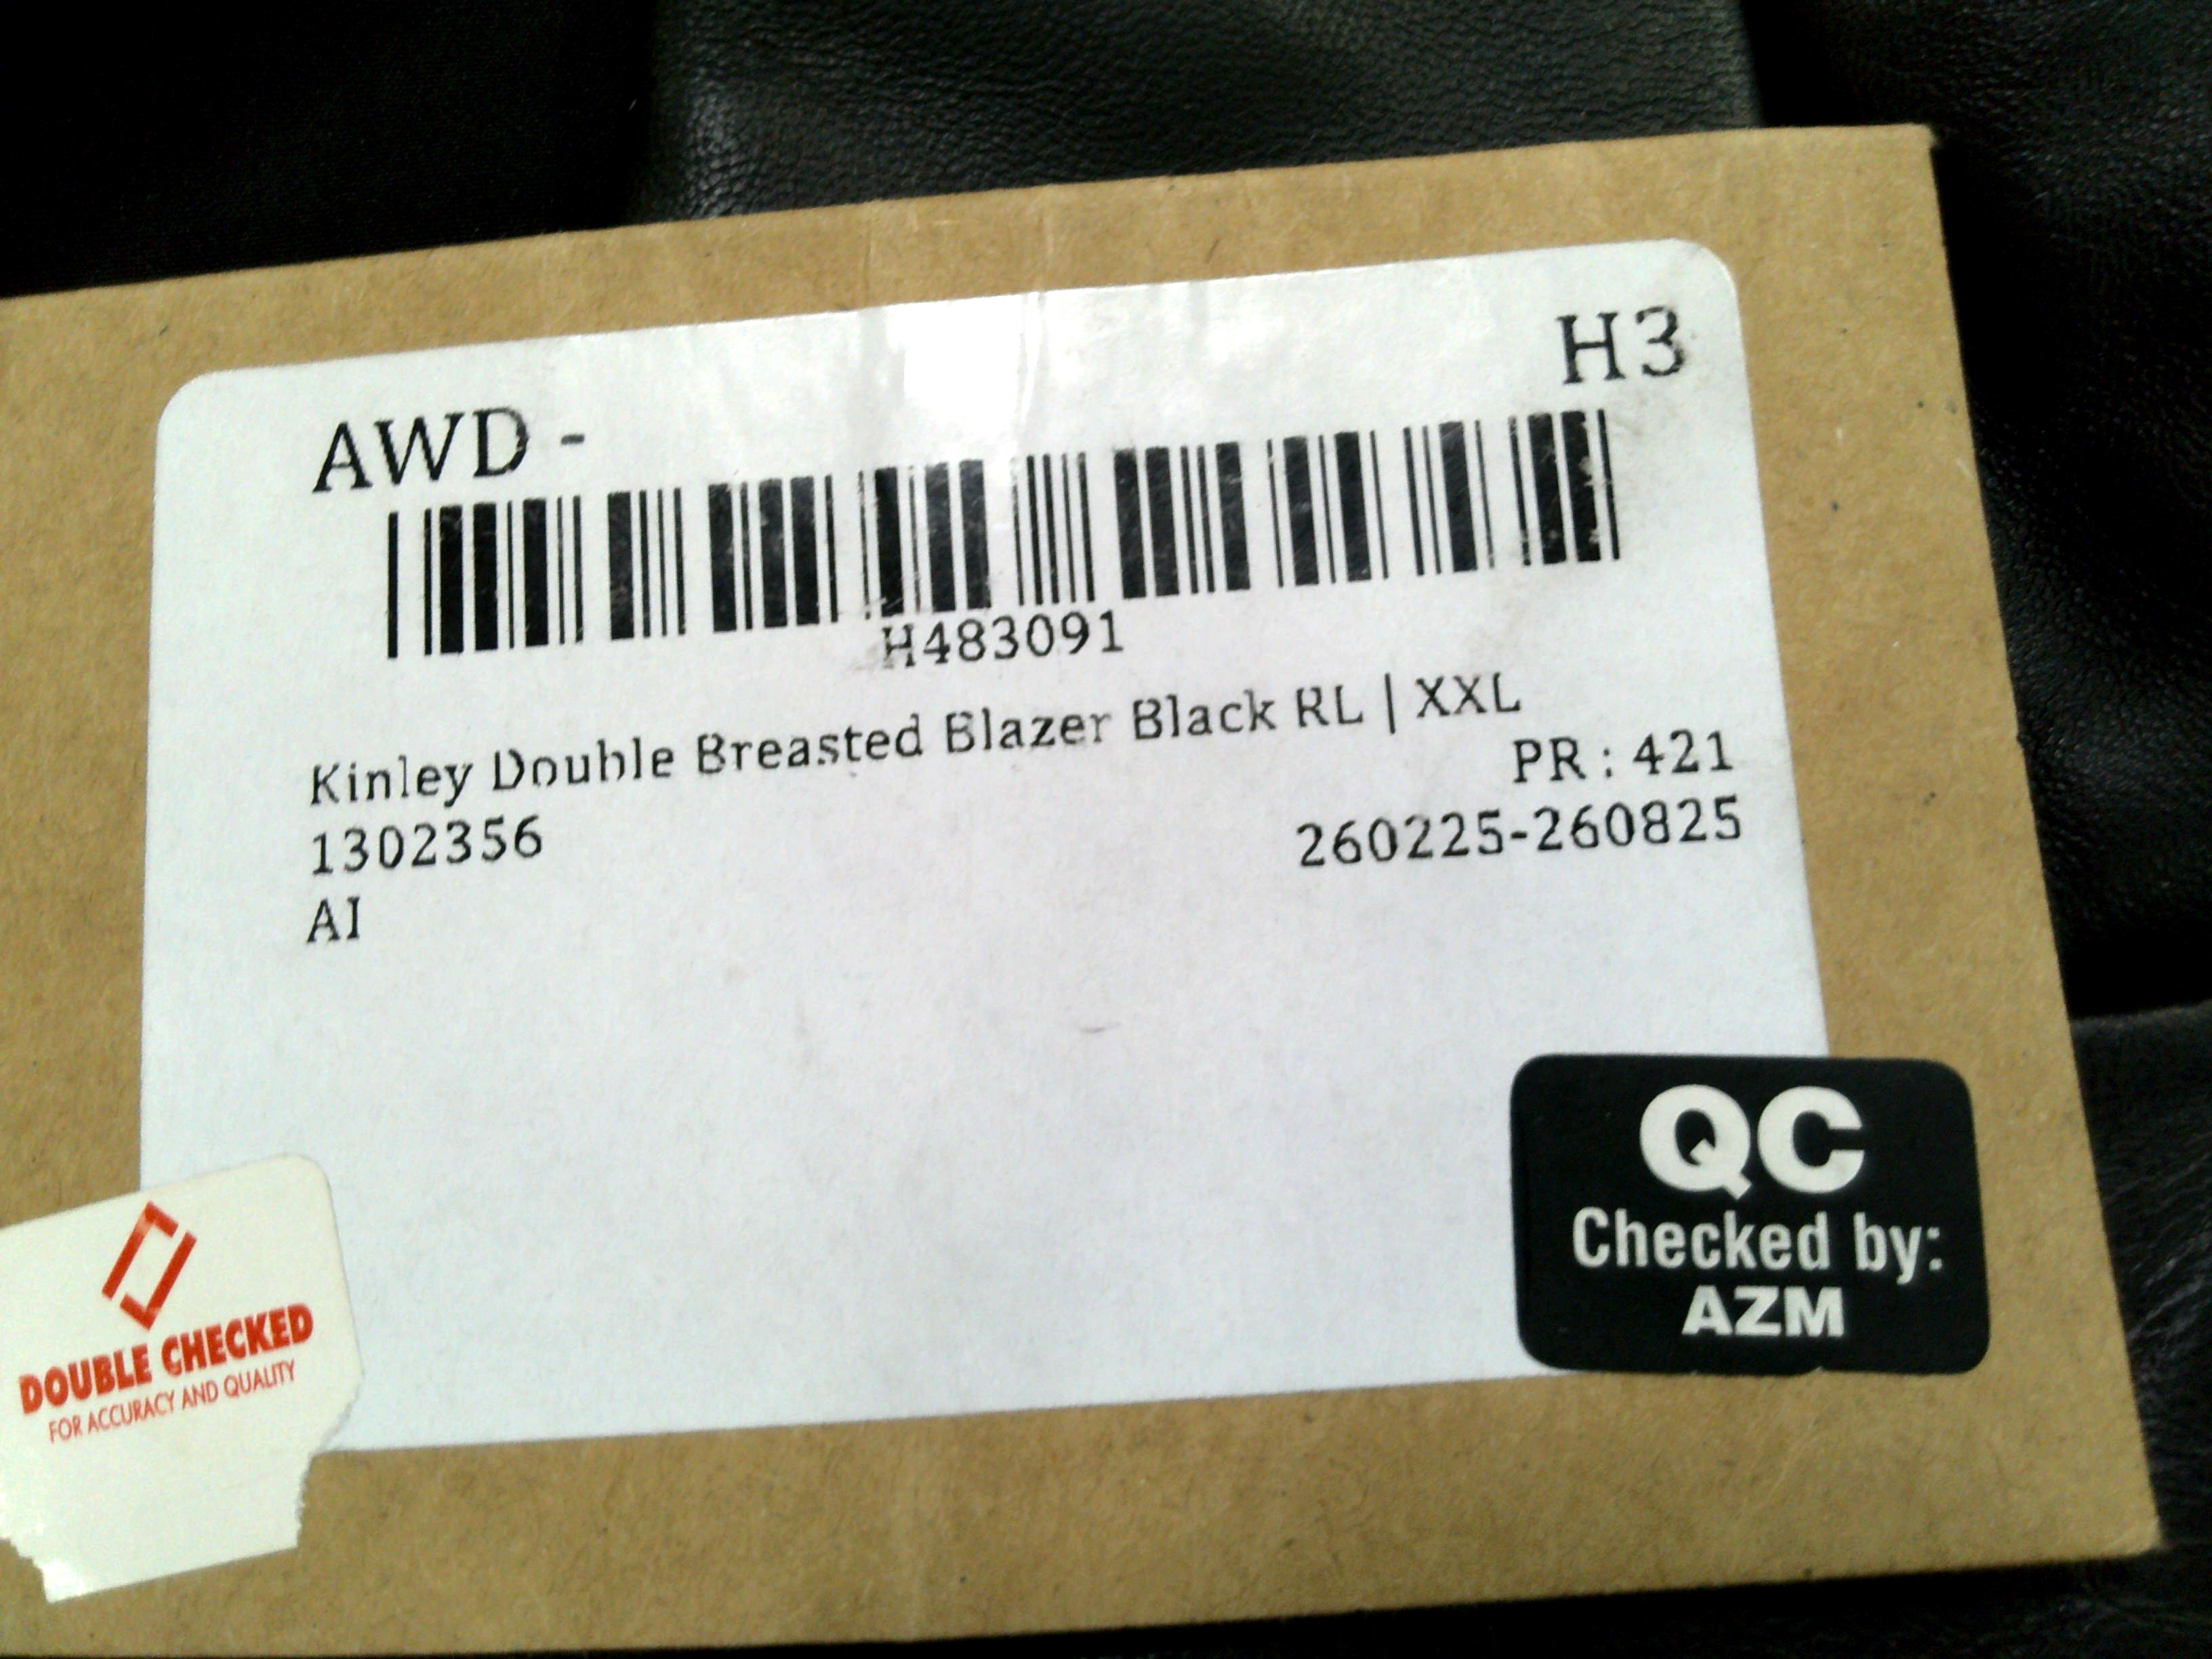 H3
AWD -
H483091
Kinley Double Breasted Blazer Black RL | XXL
PR : 421
1302356 260225-260825
AI
QC
Checked by:
AZM
DOUBLE CHECKED
FOR ACCURACY AND QUALITY